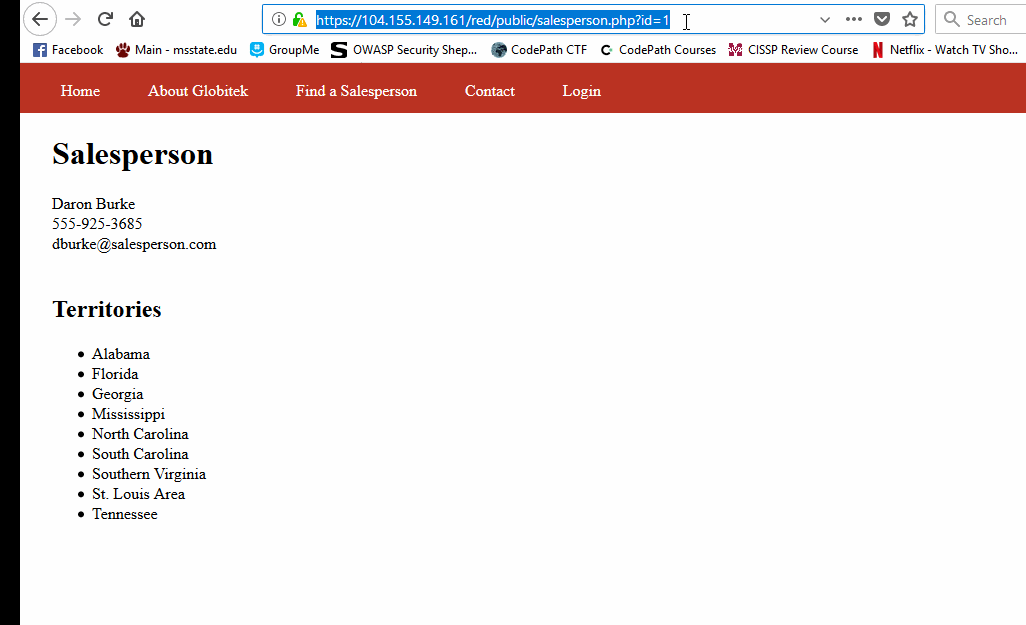 https://104.155.149.161/red/public/salesperson.php?id=1
Search
Facebook
Main - msstate.edu
GroupMe
OWASP Security Shep...
CodePath CTF
CodePath Courses
CISSP Review Course
Netflix - Watch TV Sho...
Home
About Globitek
Find a Salesperson
Contact
Login
Salesperson
Daron Burke
555-925-3685
dburke@salesperson.com
Territories
Alabama
Florida
Georgia
Mississippi
North Carolina
South Carolina
Southern Virginia
St. Louis Area
Tennessee